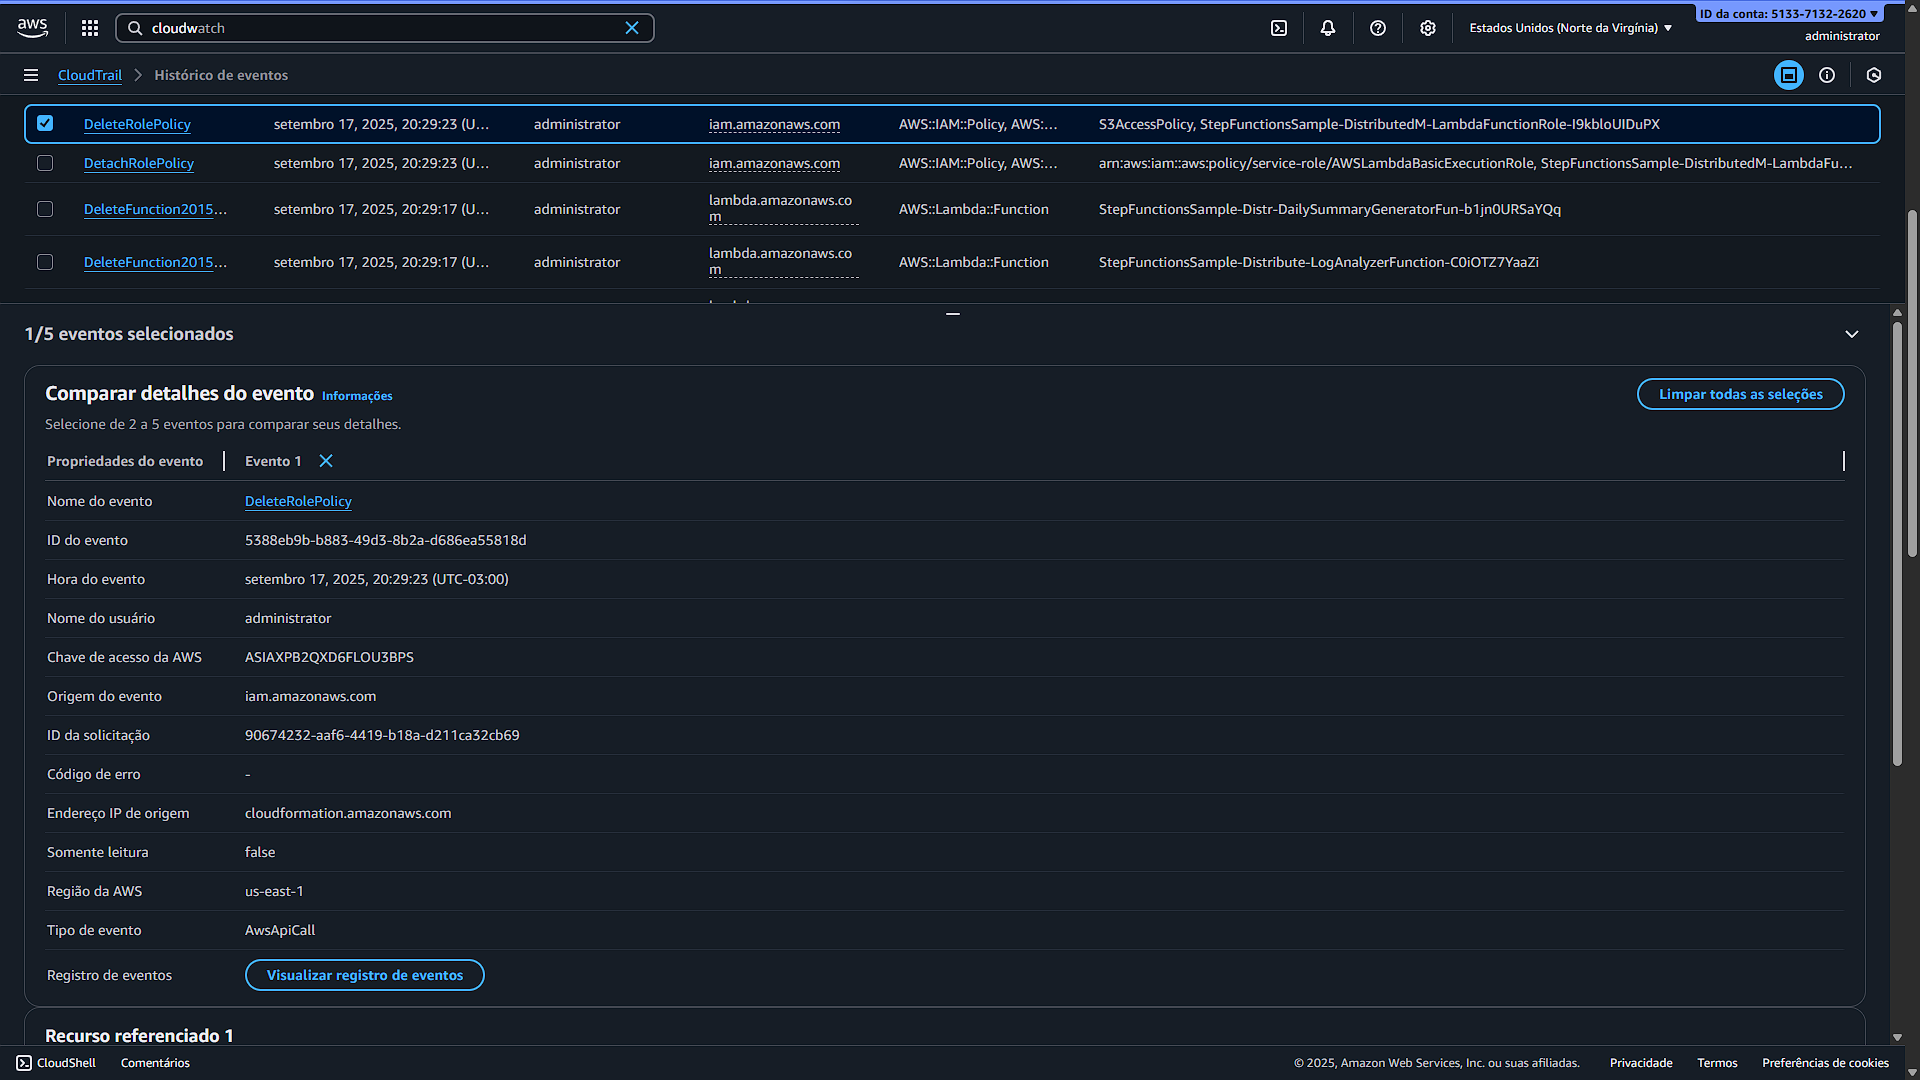 aws
cloudwatch
Estados Unidos (Norte da Virgínia)
ID da conta: 5133-7132-2620
administrator
CloudTrail
Histórico de eventos
DeleteRolePolicy setembro 17, 2025, 20:29:23 (U... administrator iam.amazonaws.com AWS::IAM::Policy, AWS:... S3AccessPolicy, StepFunctionsSample-DistributedM-LambdaFunctionRole-I9kbloUIDuPX
DetachRolePolicy setembro 17, 2025, 20:29:23 (U... administrator iam.amazonaws.com AWS::IAM::Policy, AWS:... arn:aws:iam::aws:policy/service-role/AWSLambdaBasicExecutionRole, StepFunctionsSample-DistributedM-LambdaFu...
DeleteFunction2015... setembro 17, 2025, 20:29:17 (U... administrator lambda.amazonaws.co
m AWS::Lambda::Function StepFunctionsSample-Distr-DailySummaryGeneratorFun-b1jn0URSaYQq
DeleteFunction2015... setembro 17, 2025, 20:29:17 (U... administrator lambda.amazonaws.co
m AWS::Lambda::Function StepFunctionsSample-Distribute-LogAnalyzerFunction-C0iOTZ7YaaZi
1/5 eventos selecionados
Comparar detalhes do evento Informações
Limpar todas as seleções
Selecione de 2 a 5 eventos para comparar seus detalhes.
Propriedades do evento Evento 1
Nome do evento DeleteRolePolicy
ID do evento 5388eb9b-b883-49d3-8b2a-d686ea55818d
Hora do evento setembro 17, 2025, 20:29:23 (UTC-03:00)
Nome do usuário administrator
Chave de acesso da AWS ASIAXPB2QXD6FLOU3BPS
Origem do evento iam.amazonaws.com
ID da solicitação 90674232-aaf6-4419-b18a-d211ca32cb69
Código de erro -
Endereço IP de origem cloudformation.amazonaws.com
Somente leitura false
Região da AWS us-east-1
Tipo de evento AwsApiCall
Registro de eventos Visualizar registro de eventos
Recurso referenciado 1
CloudShell Comentários © 2025, Amazon Web Services, Inc. ou suas afiliadas. Privacidade Termos Preferências de cookies